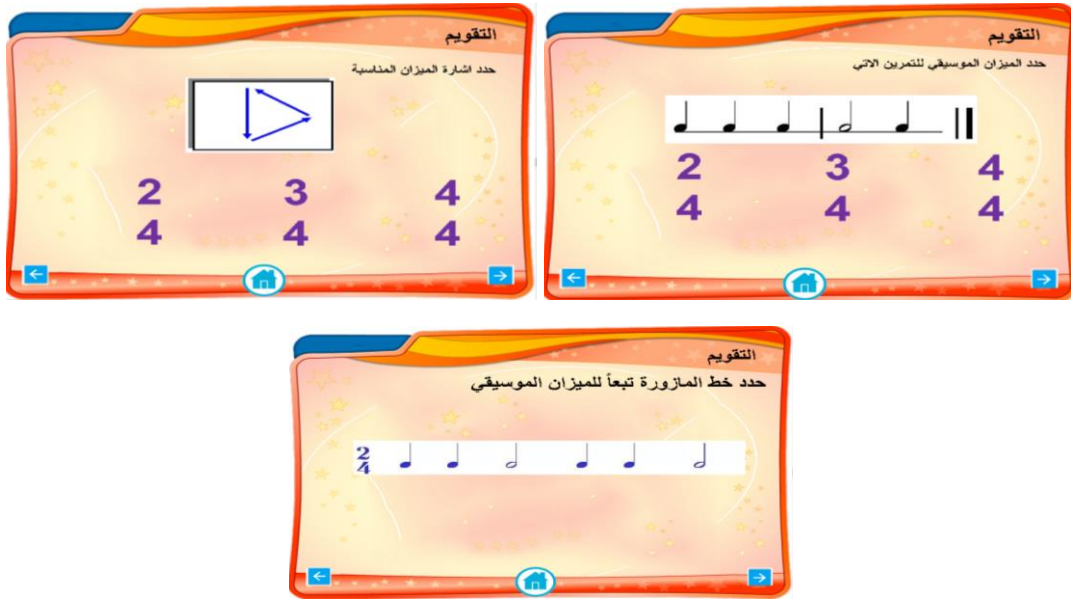 التقويم
حدد اشارة الميزان المناسبة
2 3 4
4 4 4
التقويم
حدد الميزان الموسيقي للتمرين الاتي
2 3 4
4 4 4
التقويم
حدد خط المازورة تبعاً للميزان الموسيقي
2
4